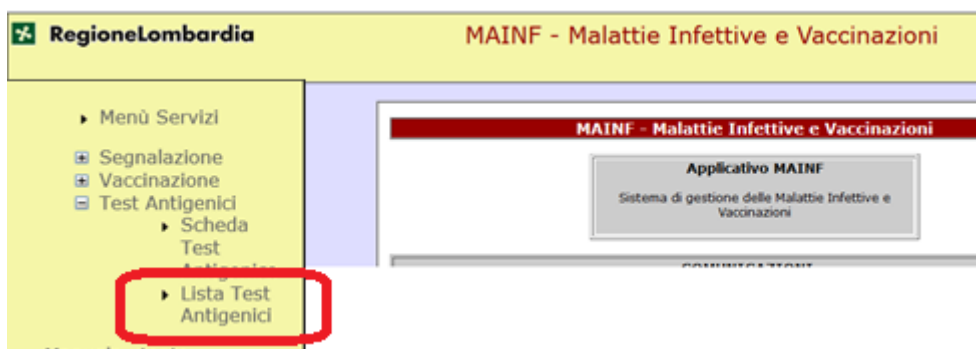 RegioneLombardia
MAINF - Malattie Infettive e Vaccinazioni
Menù Servizi
Segnalazione
Vaccinazione
Test Antigenici
Scheda
Test
Lista Test
Antigenici
MAINF - Malattie Infettive e Vaccinazioni
Applicativo MAINF
Sistema di gestione delle Malattie Infettive e
Vaccinazioni
COMUNICAZIONI